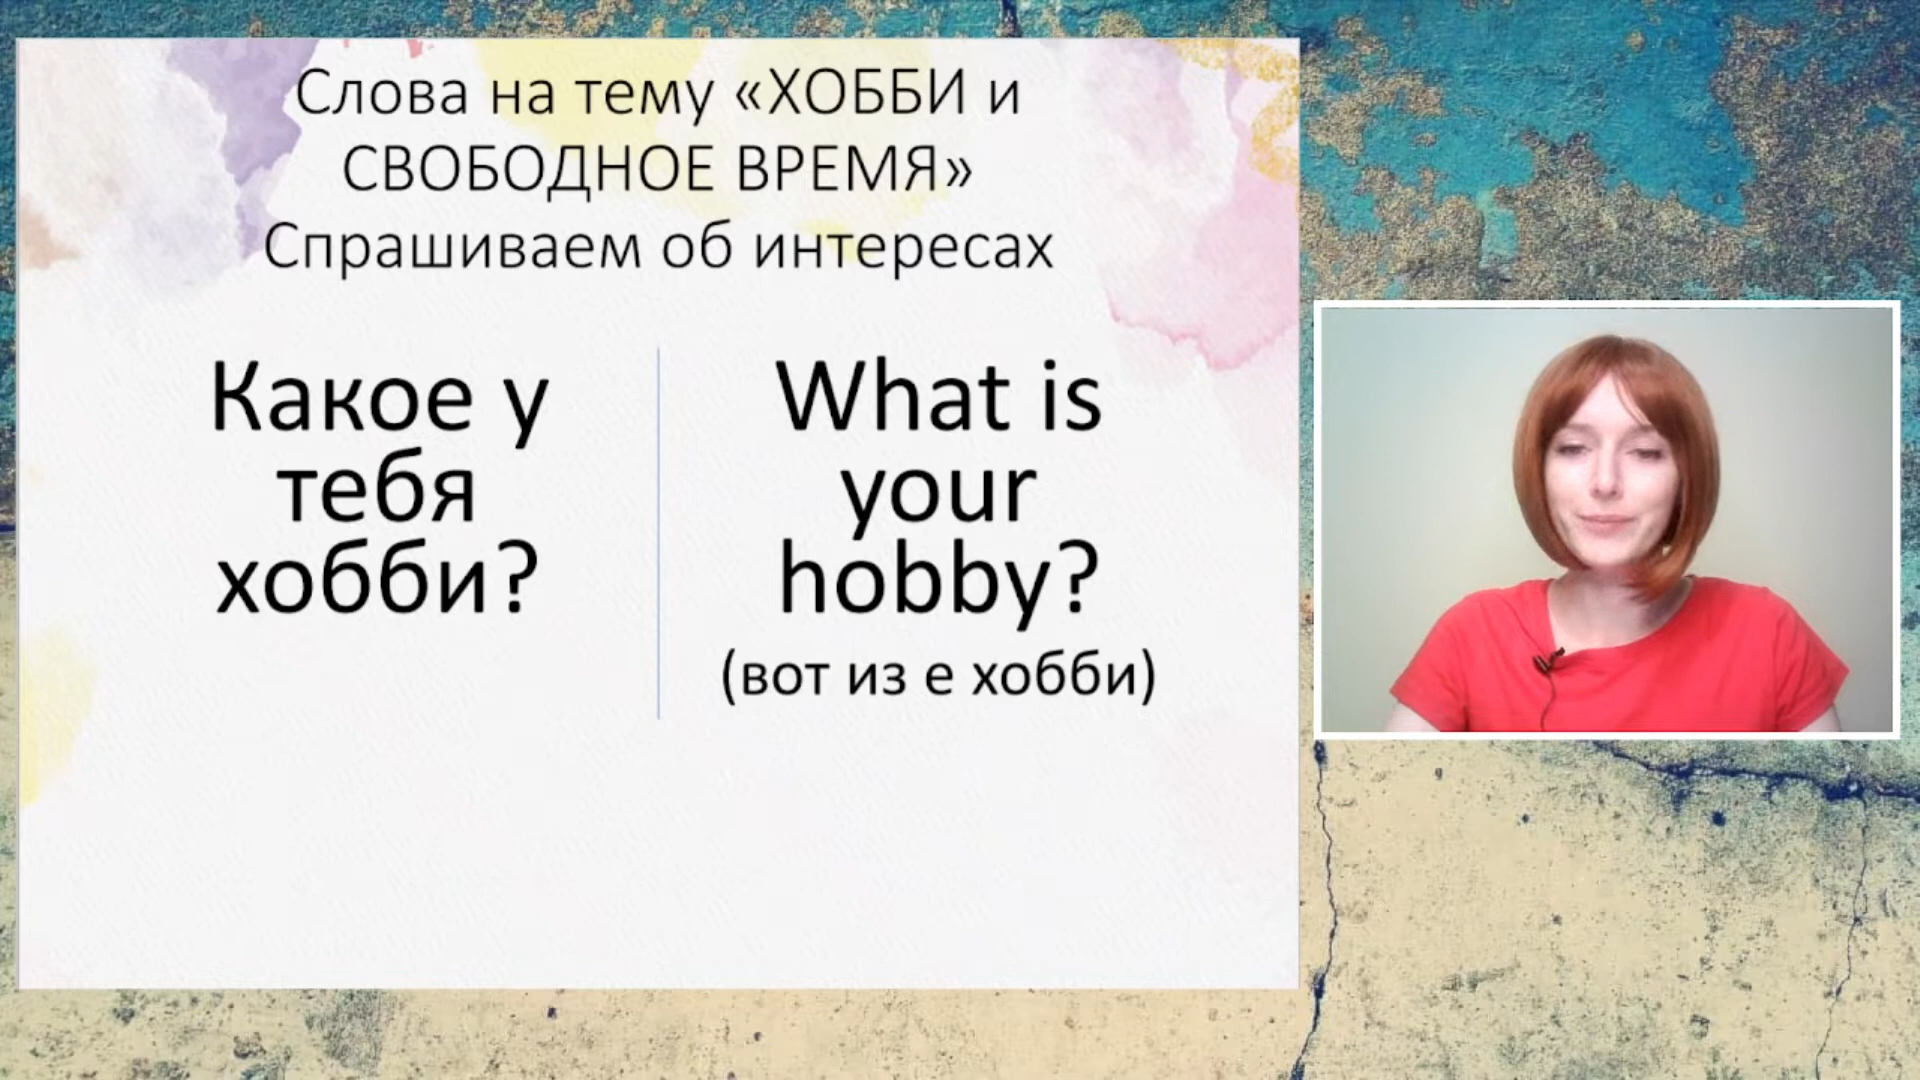 Слова на тему «ХОББИ и
СВОБОДНОЕ ВРЕМЯ»
Спрашиваем об интересах
Какое у
тебя
хобби?
What is
your
hobby?
(вот из е хобби)